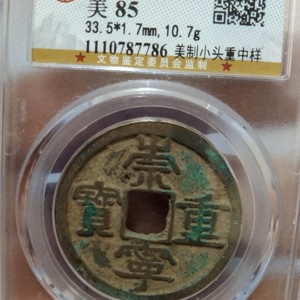 美 85
33.5*1.7mm,10.7g
1110787786 美制小头重中样
★ 文物鉴定委员会监制 ★
崇
寧
重
寳